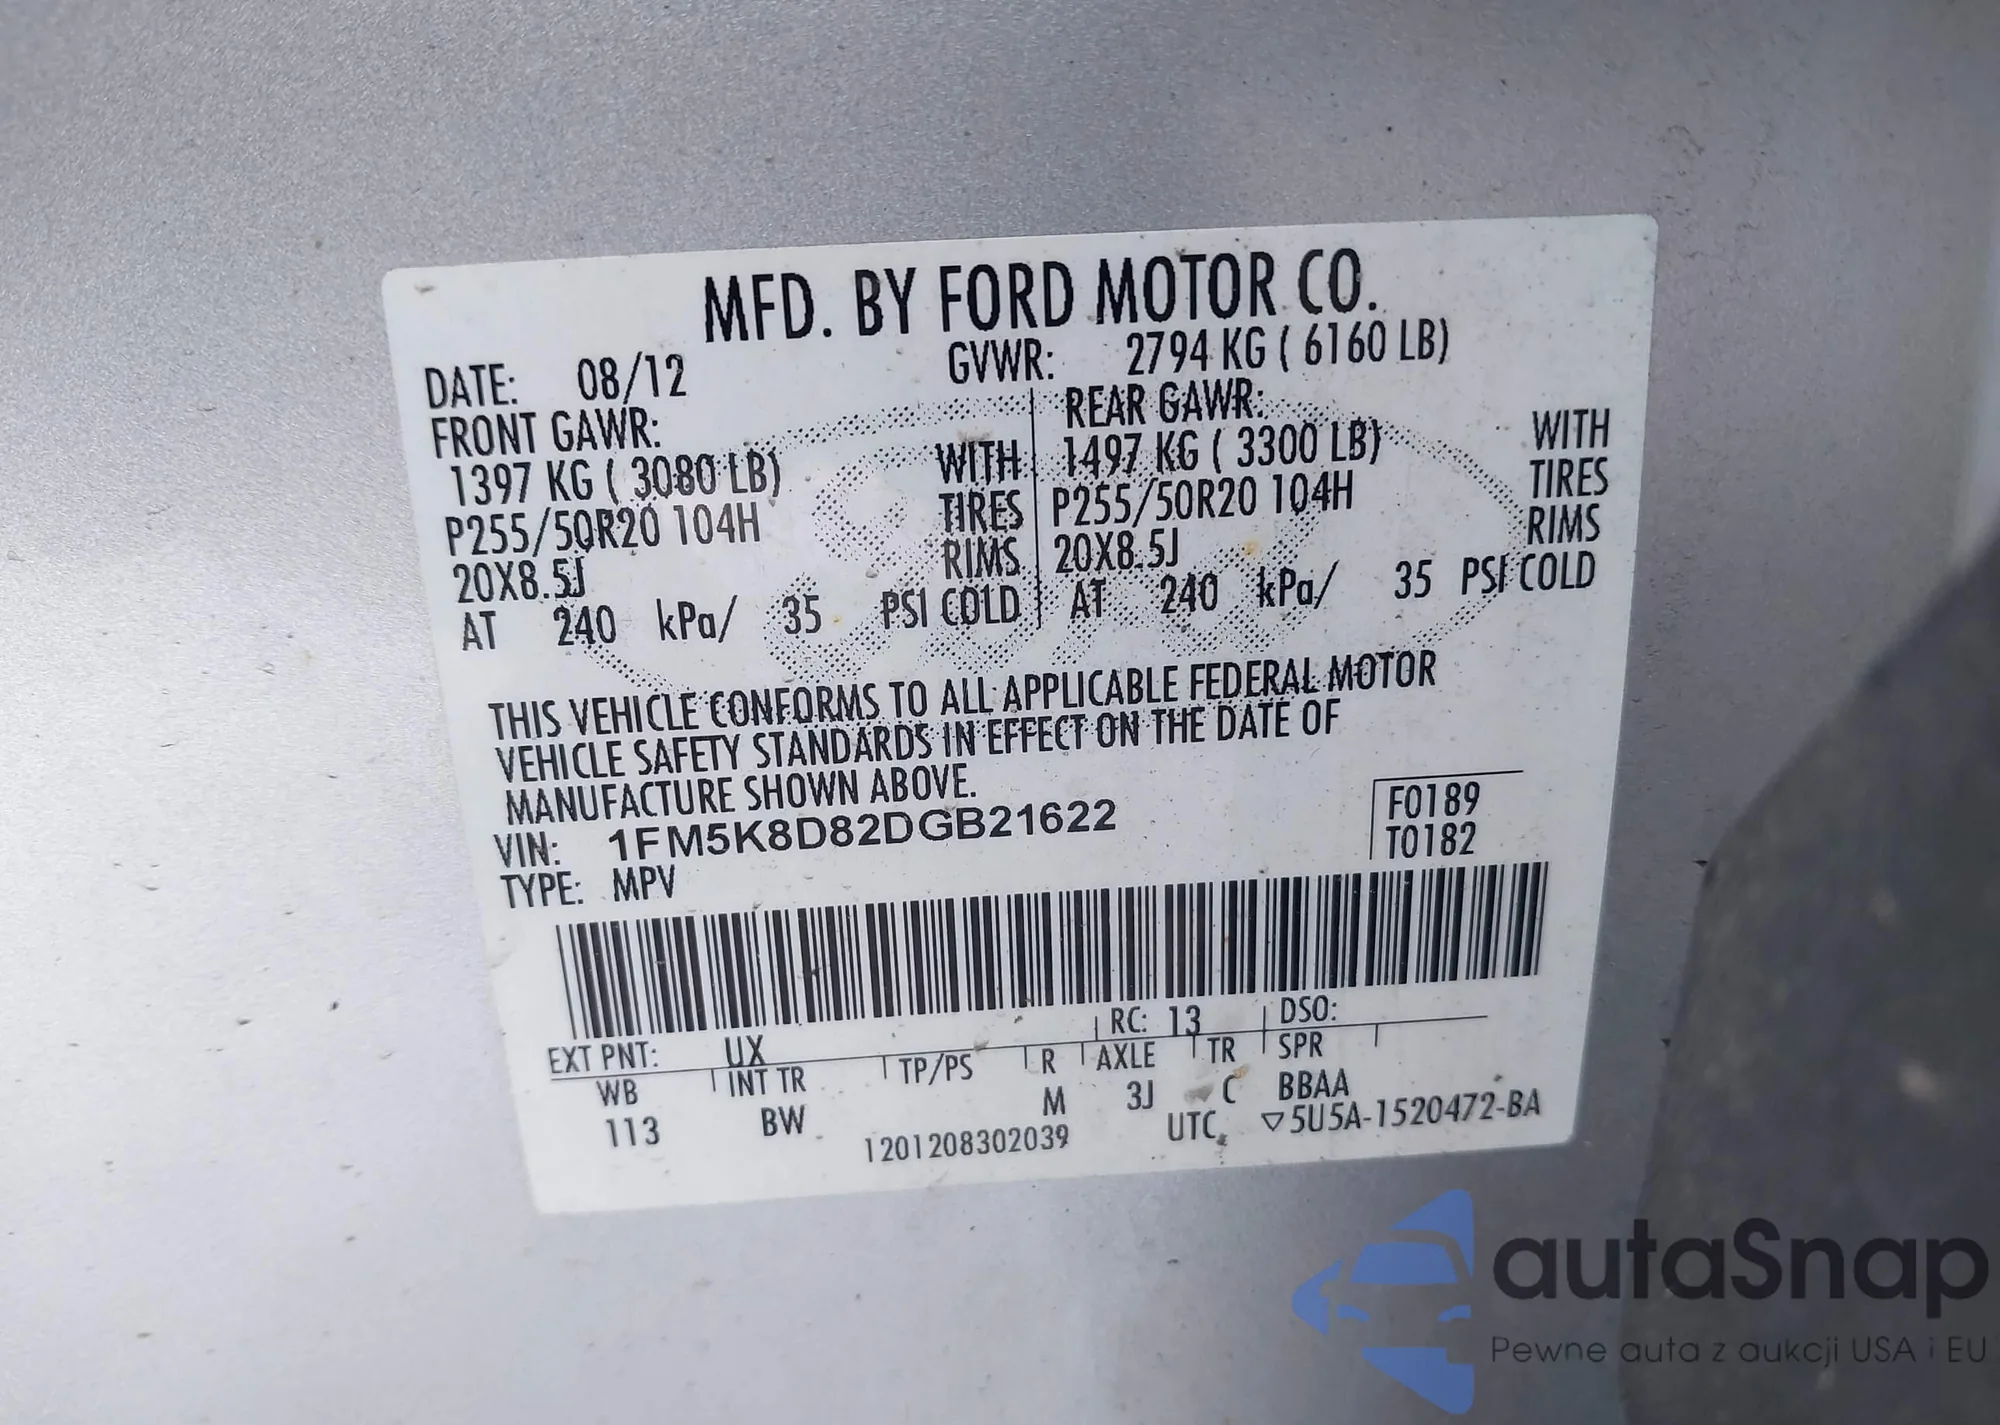 MFD. BY FORD MOTOR CO.
DATE: 08/12 GVWR: 2794 KG ( 6160 LB)
FRONT GAWR: REAR GAWR:
1397 KG ( 3080 LB) WITH 1497 KG ( 3300 LB) WITH
P255/50R20 104H TIRES P255/50R20 104H TIRES
20X8.5J RIMS 20X8.5J RIMS
AT 240 kPa/ 35 PSI COLD AT 240 kPa/ 35 PSI COLD
THIS VEHICLE CONFORMS TO ALL APPLICABLE FEDERAL MOTOR
VEHICLE SAFETY STANDARDS IN EFFECT ON THE DATE OF
MANUFACTURE SHOWN ABOVE.
VIN: 1FM5K8D82DGB21622 F0189
TYPE: MPV T0182
EXT PNT: UX RC: 13 DSO:
WB INT TR TP/PS R AXLE TR SPR
113 BW M 3J C BBAA
1201208302039 UTC ▽5U5A-1520472-BA
autaSnap
Pewne auta z aukcji USA i EU